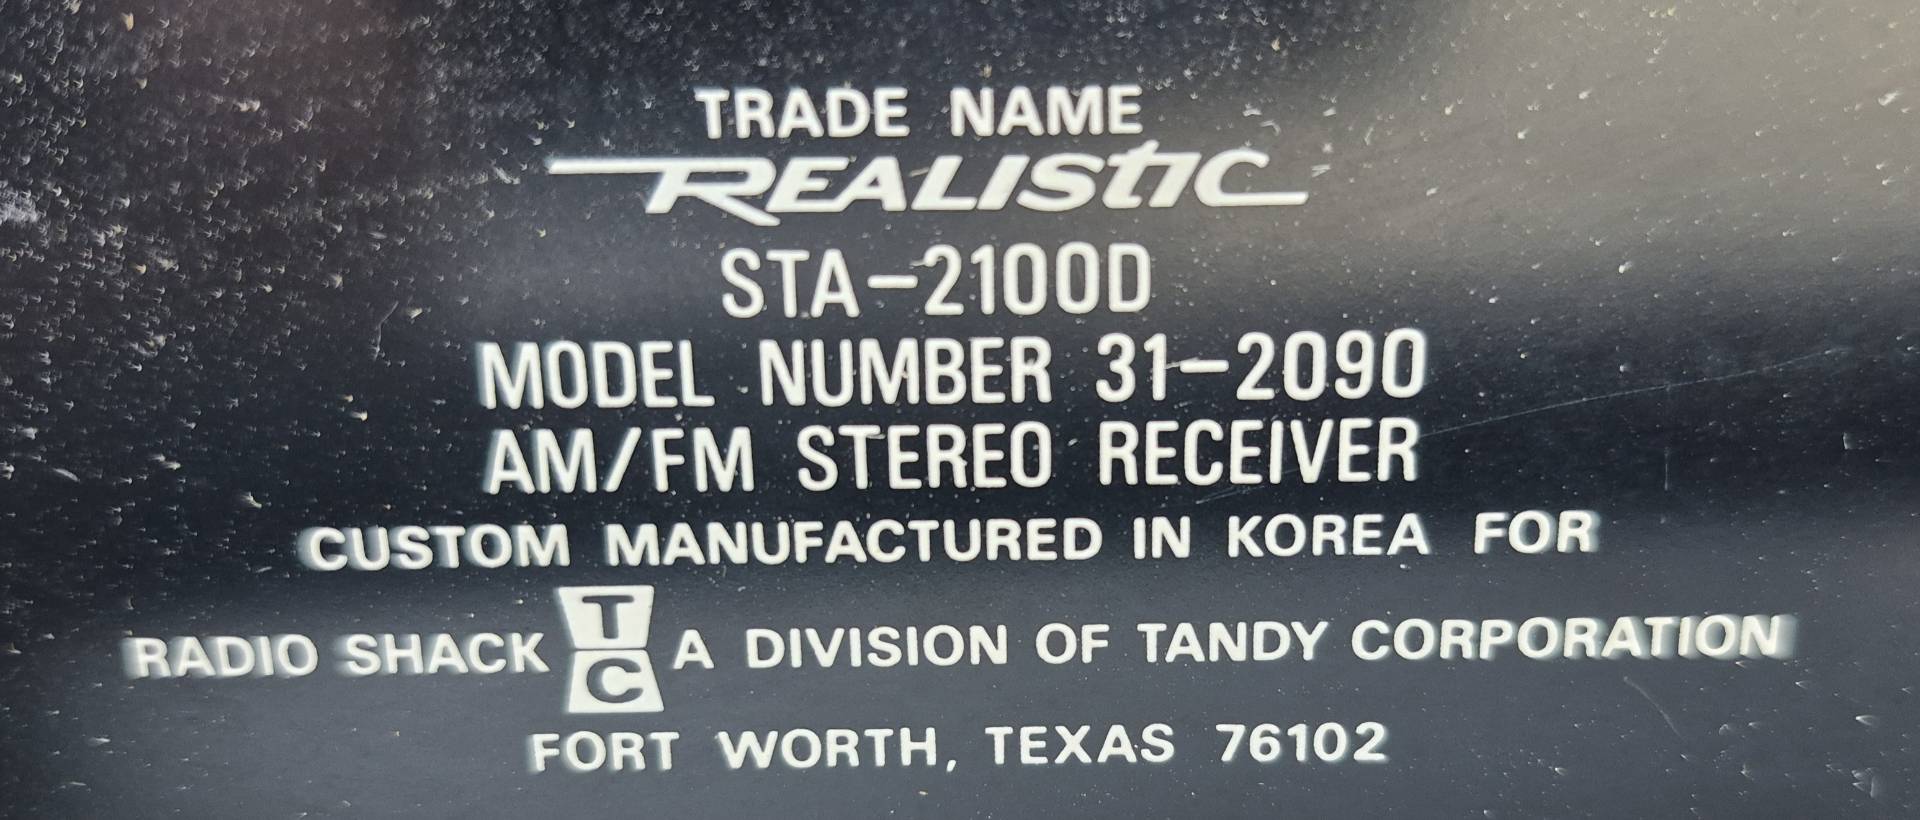 TRADE NAME
REALISTIC
STA-2100D
MODEL NUMBER 31-2090
AM/FM STEREO RECEIVER
CUSTOM MANUFACTURED IN KOREA FOR
RADIO SHACK TC A DIVISION OF TANDY CORPORATION
FORT WORTH, TEXAS 76102